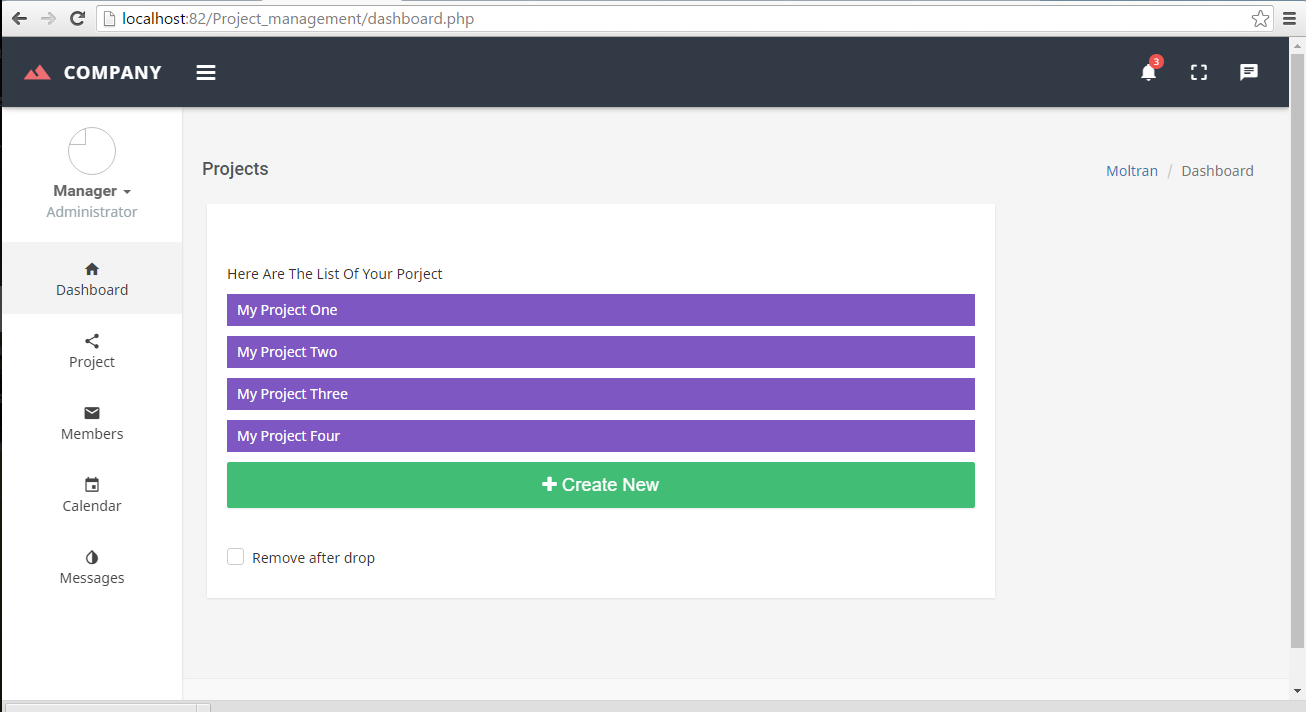 localhost:82/Project_management/dashboard.php
COMPANY
3
Manager
Administrator
Dashboard
Project
Members
Calendar
Messages
Projects
Moltran / Dashboard
Here Are The List Of Your Porject
My Project One
My Project Two
My Project Three
My Project Four
Create New
Remove after drop